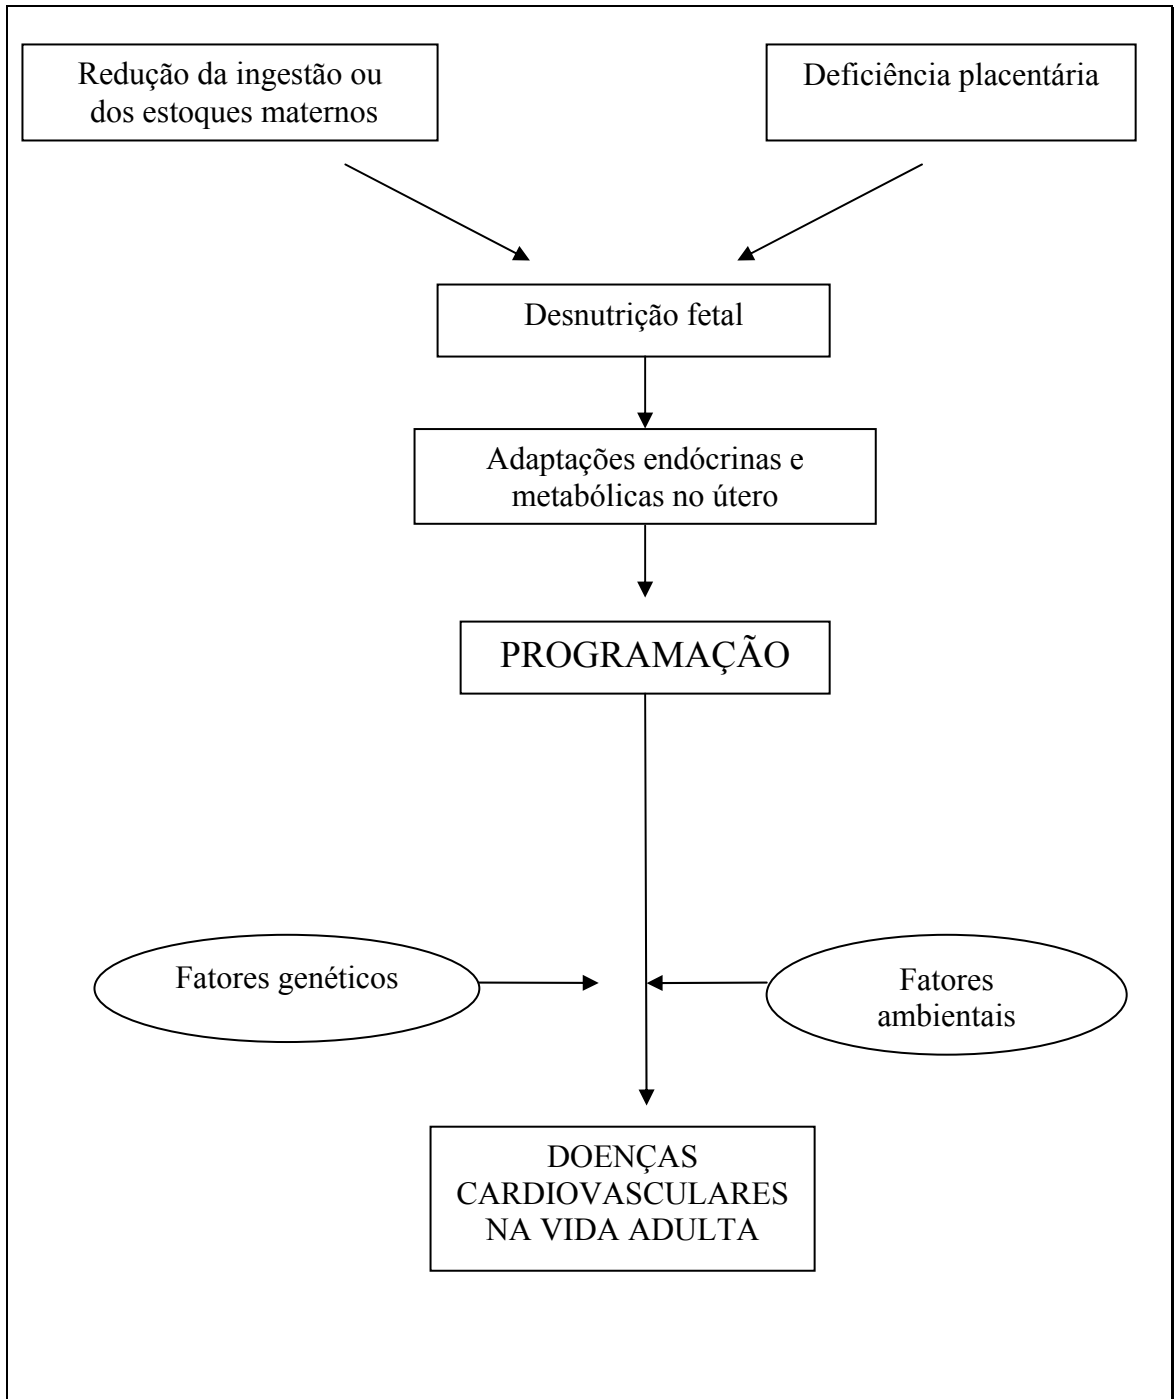 Redução da ingestão ou
dos estoques maternos
Deficiência placentária
Desnutrição fetal
Adaptações endócrinas e
metabólicas no útero
PROGRAMAÇÃO
Fatores genéticos
Fatores
ambientais
DOENÇAS
CARDIOVASCULARES
NA VIDA ADULTA